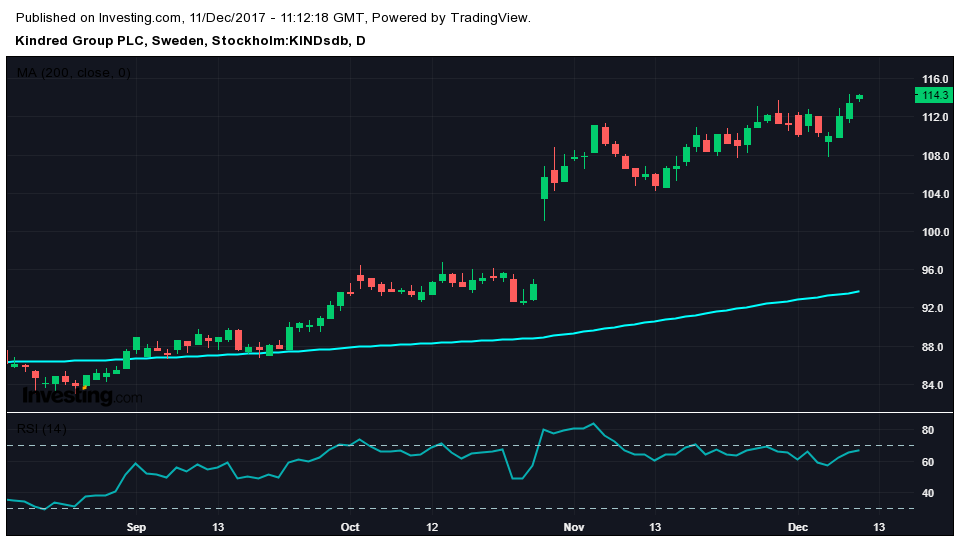 Published on Investing.com, 11/Dec/2017 - 11:12:18 GMT, Powered by TradingView.
Kindred Group PLC, Sweden, Stockholm:KINDsdb, D
MA (200, close, 0)
116.0
114.3
112.0
108.0
104.0
100.0
96.0
92.0
88.0
84.0
Investing.com
RSI (14)
80
60
40
Sep 13 Oct 12 Nov 13 Dec 13